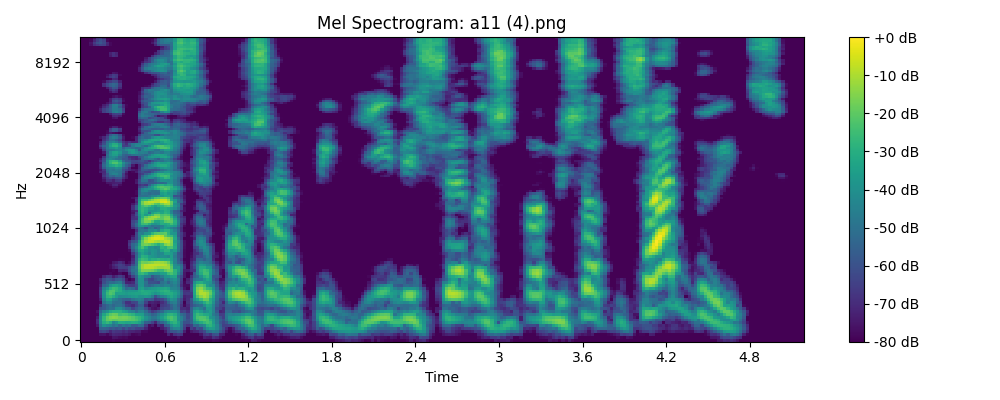 Mel Spectrogram: a11 (4).png
8192
4096
2048
1024
512
0
Hz
0 0.6 1.2 1.8 2.4 3 3.6 4.2 4.8
Time
+0 dB
-10 dB
-20 dB
-30 dB
-40 dB
-50 dB
-60 dB
-70 dB
-80 dB